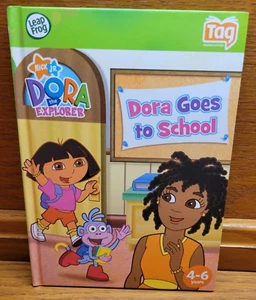 Leap
Frog
Tag
NICK JR.
DORA
the
EXPLORER
Dora Goes
to School
4-6
years